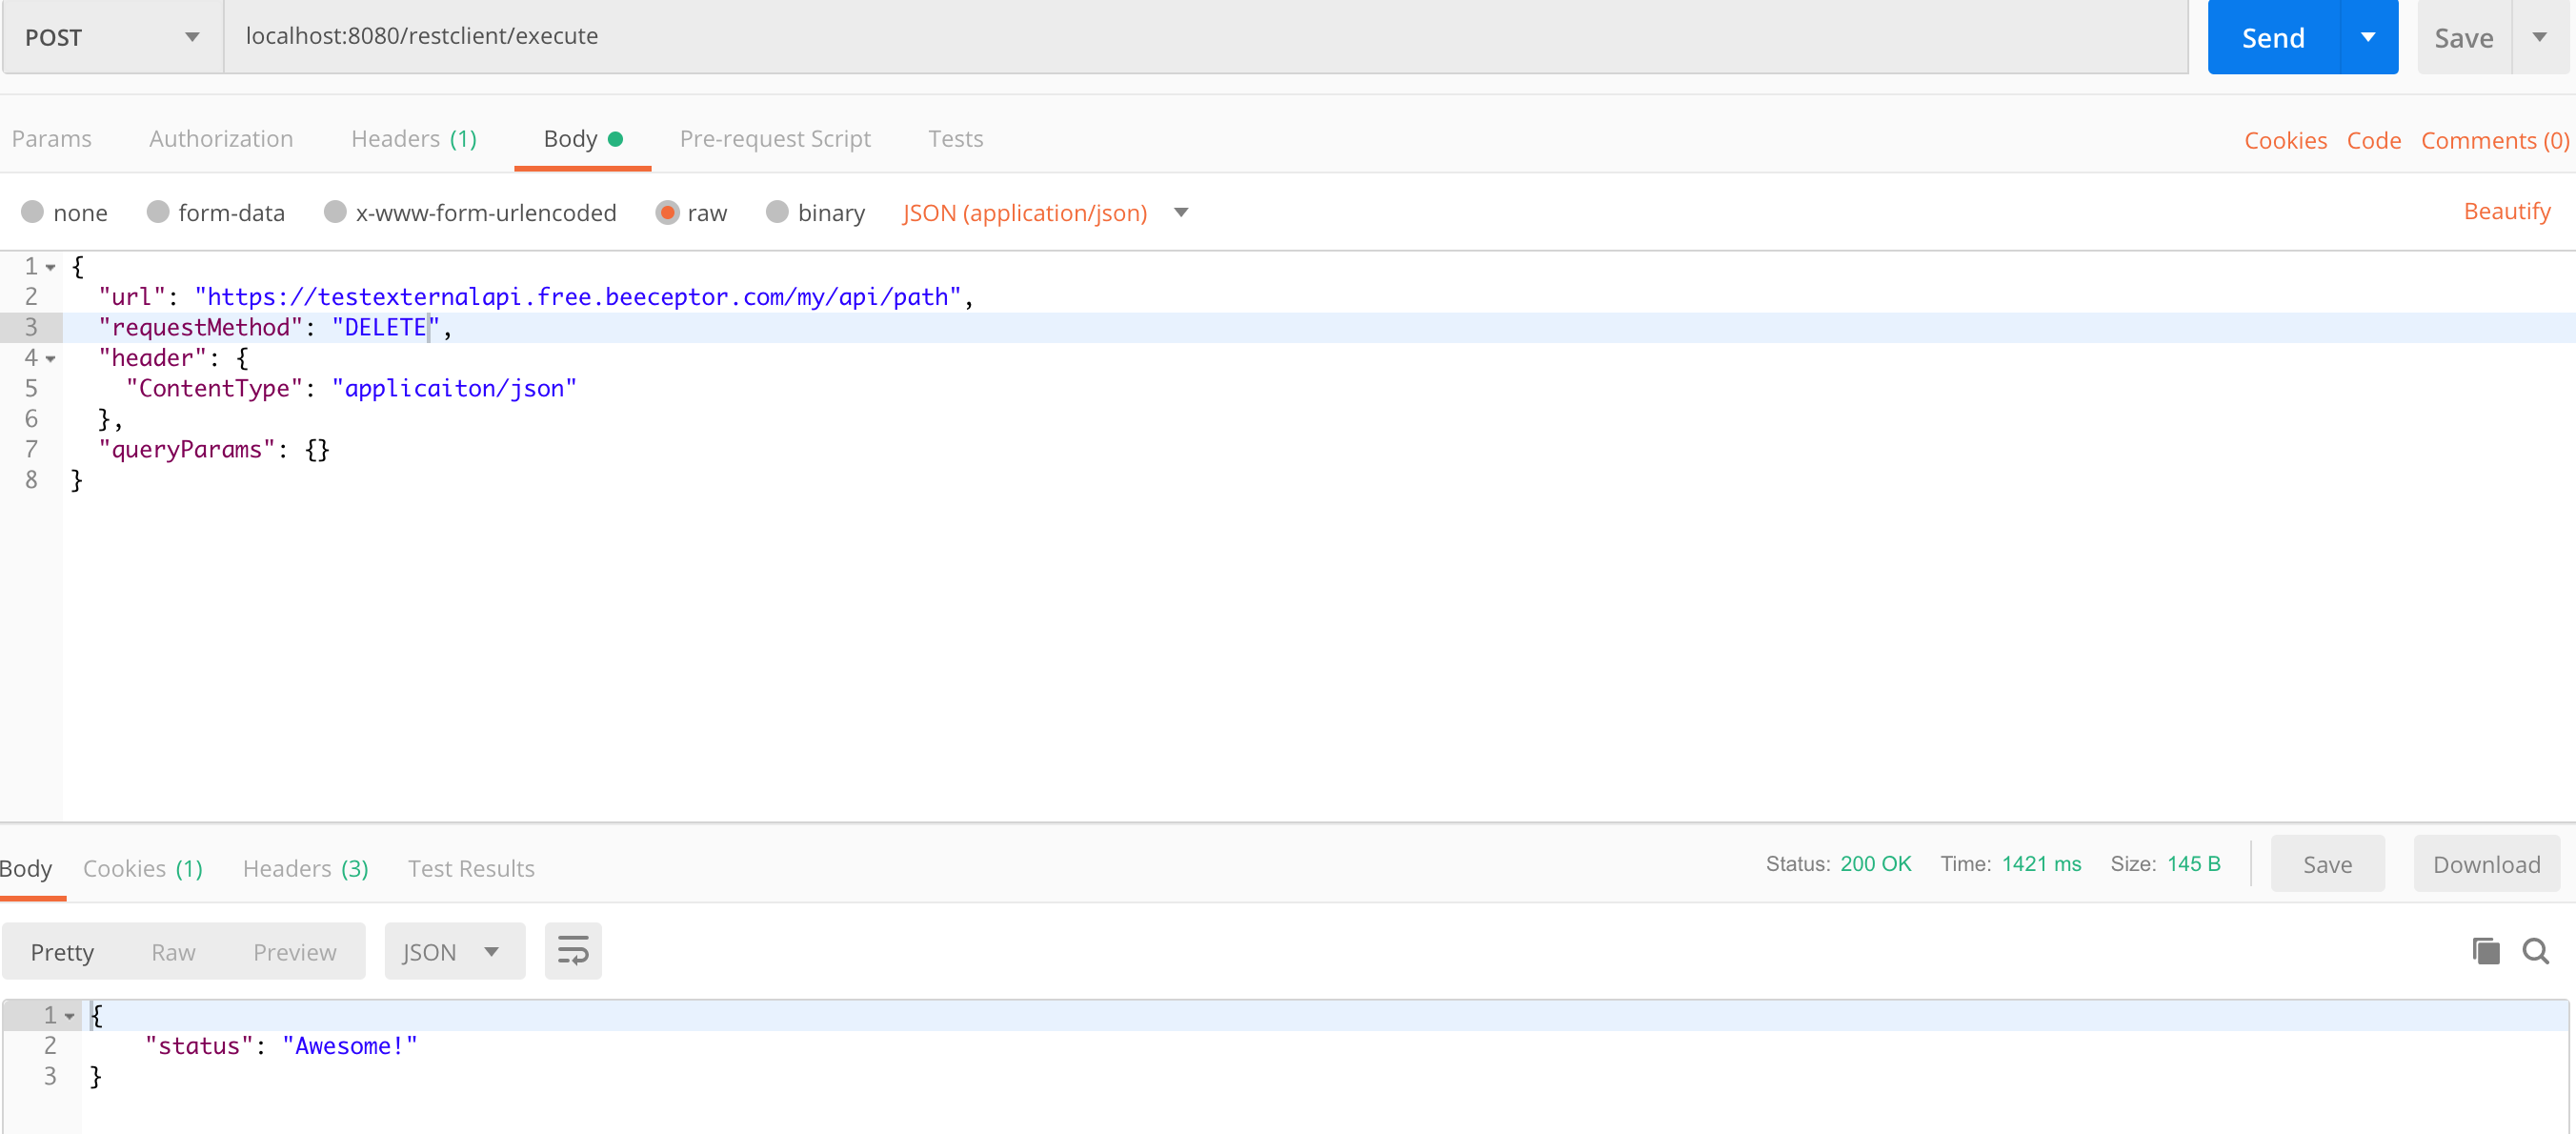 POST localhost:8080/restclient/execute Send Save
Params Authorization Headers (1) Body Pre-request Script Tests Cookies Code Comments (0)
none form-data x-www-form-urlencoded raw binary JSON (application/json) Beautify
1 {
2 "url": "https://testexternalapi.free.beeceptor.com/my/api/path",
3 "requestMethod": "DELETE",
4 "header": {
5 "ContentType": "applicaiton/json"
6 },
7 "queryParams": {}
8 }
Body Cookies (1) Headers (3) Test Results Status: 200 OK Time: 1421 ms Size: 145 B Save Download
Pretty Raw Preview JSON
1 {
2 "status": "Awesome!"
3 }